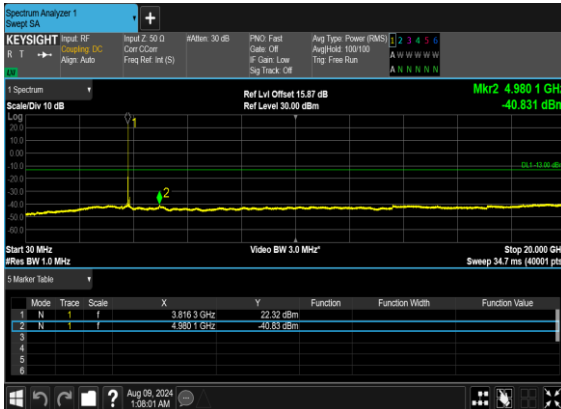 Spectrum Analyzer 1
Swept SA
+
KEYSIGHT Input: RF Input Z: 50 Ω #Atten: 30 dB PNO: Fast Avg Type: Power (RMS) 1 2 3 4 5 6
R T Coupling: DC Corr CCorr Gate: Off Avg|Hold: 100/100 A W W W W W
Align: Auto Freq Ref: Int (S) IF Gain: Low Trig: Free Run
Sig Track: Off A N N N N N
1 Spectrum
Ref Lvl Offset 15.87 dB Mkr2 4.980 1 GHz
Scale/Div 10 dB Ref Level 30.00 dBm -40.831 dBm
Log
20.0
10.0
0.00
-10.0
DL1 -13.00 dBm
-20.0
-30.0
-40.0
-50.0
-60.0
1
2
Start 30 MHz Video BW 3.0 MHz* Stop 20.000 GHz
#Res BW 1.0 MHz Sweep 34.7 ms (40001 pts)
5 Marker Table
Mode Trace Scale X Y Function Function Width Function Value
1 N 1 f 3.816 3 GHz 22.32 dBm
2 N 1 f 4.980 1 GHz -40.83 dBm
3
4
5
6
? Aug 09, 2024
1:08:01 AM